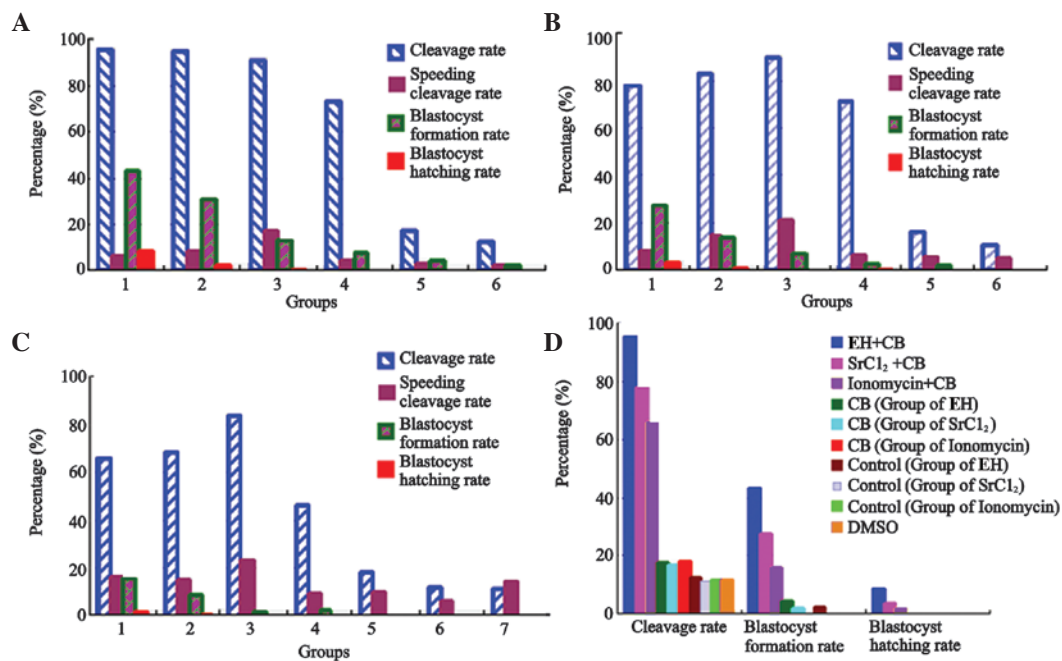 A
100
80
60
40
20
0
Percentage (%)
Cleavage rate
Speeding
cleavage rate
Blastocyst
formation rate
Blastocyst
hatching rate
1 2 3 4 5 6
Groups
B
100
80
60
40
20
0
Percentage (%)
Cleavage rate
Speeding
cleavage rate
Blastocyst
formation rate
Blastocyst
hatching rate
1 2 3 4 5 6
Groups
C
100
80
60
40
20
0
Percentage (%)
Cleavage rate
Speeding
cleavage rate
Blastocyst
formation rate
Blastocyst
hatching rate
1 2 3 4 5 6 7
Groups
D
100
80
60
40
20
0
Percentage (%)
EH+CB
SrCl₂ +CB
Ionomycin+CB
CB (Group of EH)
CB (Group of SrCl₂)
CB (Group of Ionomycin)
Control (Group of EH)
Control (Group of SrCl₂)
Control (Group of Ionomycin)
DMSO
Cleavage rate Blastocyst Blastocyst
formation rate hatching rate